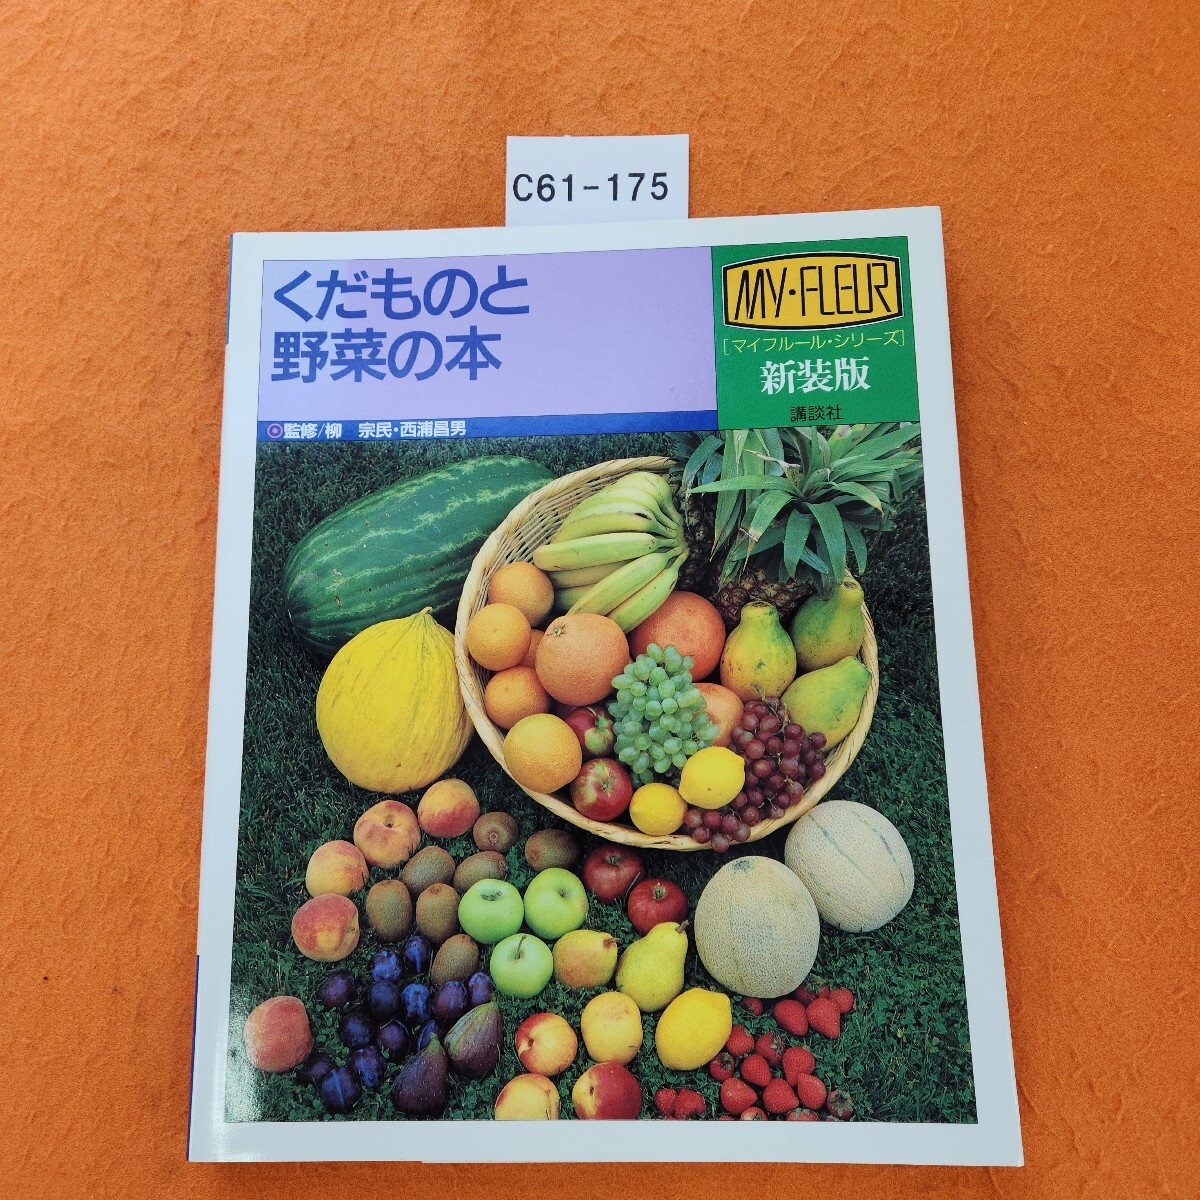 C61-175
くだものと
野菜の本
◉監修/柳 宗民・西浦昌男
MY・FLEUR
[マイフルール・シリーズ]
新装版
講談社